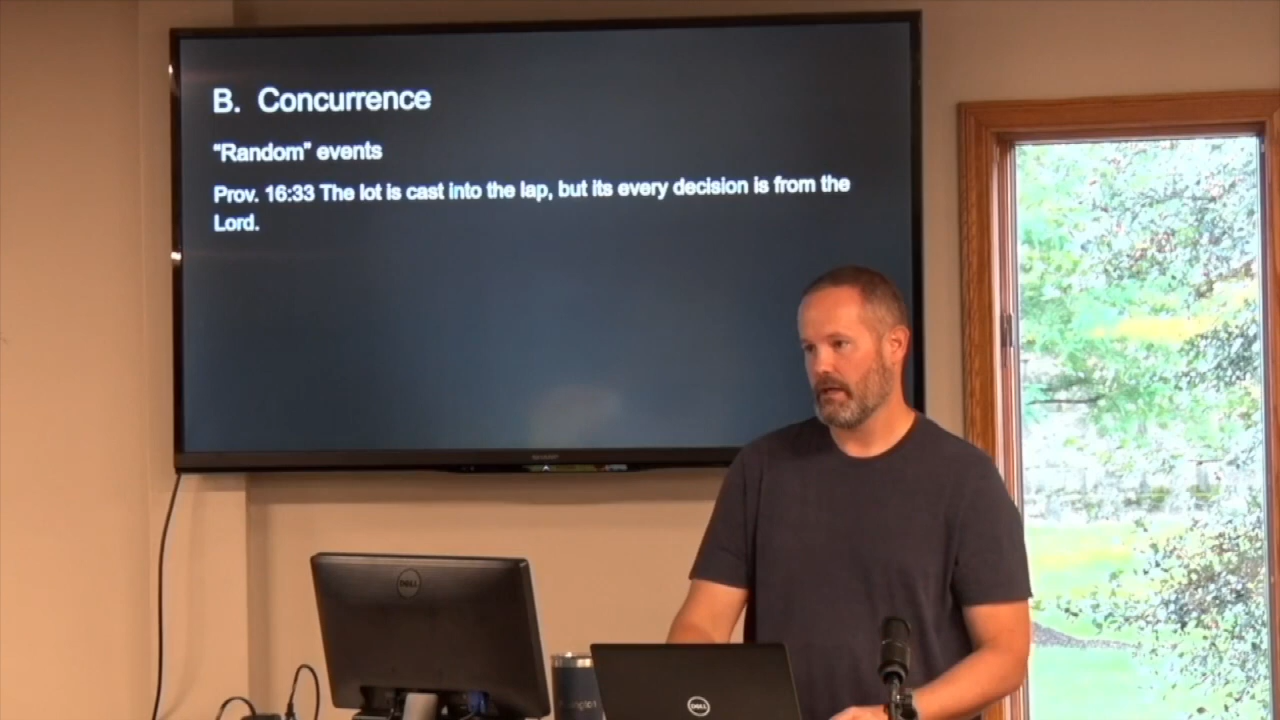 B. Concurrence
“Random” events
Prov. 16:33 The lot is cast into the lap, but its every decision is from the
Lord.
SHARP
DELL
DELL